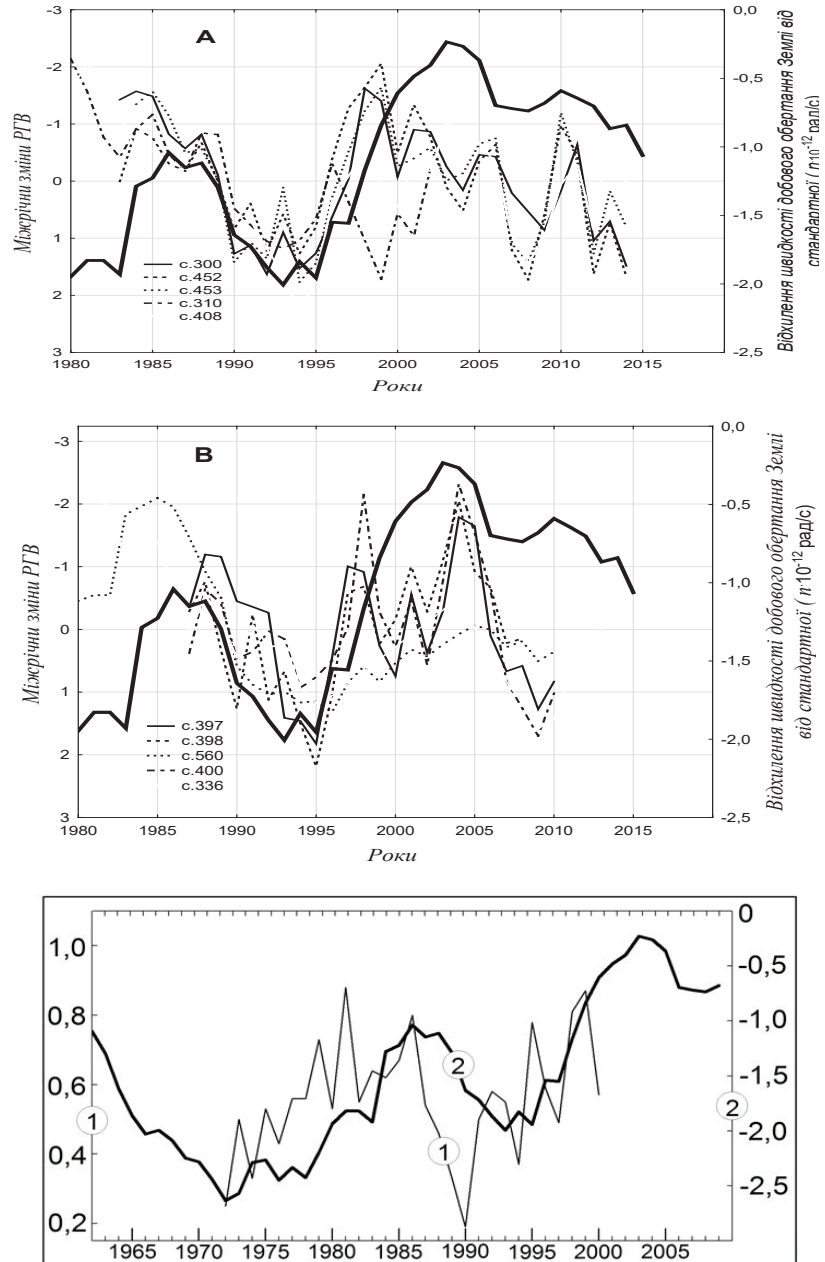 A
-3
-2
-1
0
1
2
3
Міжрічни зміни РГВ
0,0
-0,5
-1,0
-1,5
-2,0
-2,5
Відхилення швидкості добового обертання Землі від
стандартної ( n·10⁻¹² рад/с)
с.300
с.452
с.453
с.310
с.408
1980 1985 1990 1995 2000 2005 2010 2015
Роки
B
-3
-2
-1
0
1
2
3
Міжрічни зміни РГВ
0,0
-0,5
-1,0
-1,5
-2,0
-2,5
Відхилення швидкості добового обертання Землі
від стандартної ( n·10⁻¹² рад/с)
с.397
с.398
с.560
с.400
с.336
1980 1985 1990 1995 2000 2005 2010 2015
Роки
1,0
0,8
0,6
1
0,4
0,2
2
1
0
-0,5
-1,0
-1,5
2
-2,0
-2,5
1965 1970 1975 1980 1985 1990 1995 2000 2005